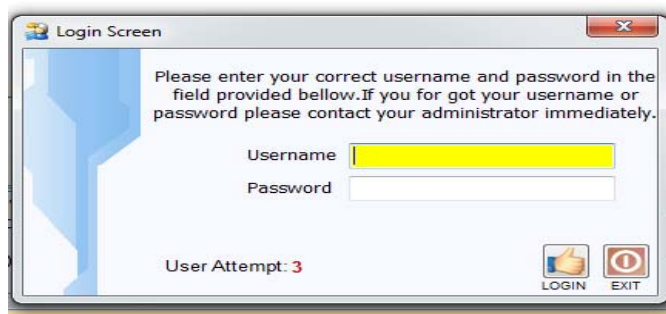 Login Screen
Please enter your correct username and password in the
field provided bellow.If you for got your username or
password please contact your administrator immediately.
Username
Password
User Attempt: 3
LOGIN EXIT